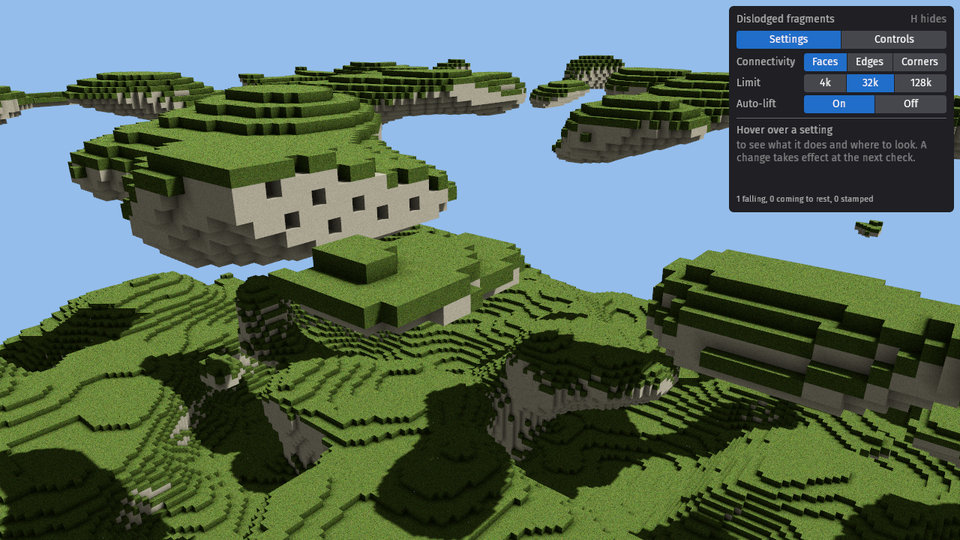 Dislodged fragments H hides
Settings Controls
Connectivity Faces Edges Corners
Limit 4k 32k 128k
Auto-lift On Off
Hover over a setting
to see what it does and where to look. A
change takes effect at the next check.
1 falling, 0 coming to rest, 0 stamped